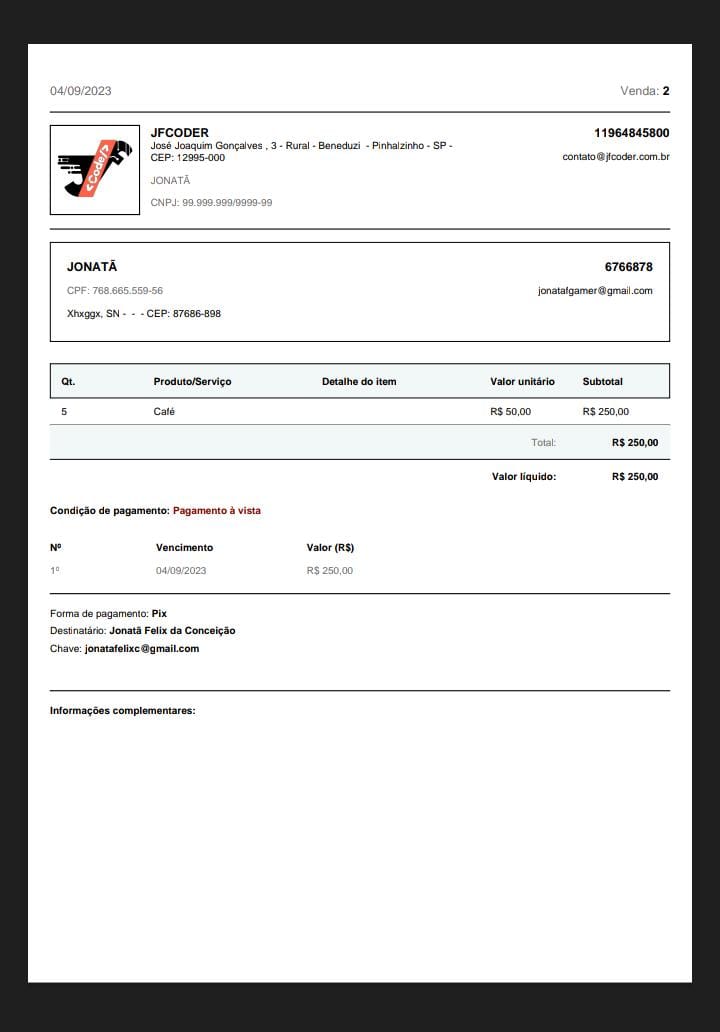 04/09/2023 Venda: 2
<Code/>
JFCODER 11964845800
José Joaquim Gonçalves , 3 - Rural - Beneduzi  - Pinhalzinho - SP -
CEP: 12995-000 contato@jfcoder.com.br
JONATÃ
CNPJ: 99.999.999/9999-99
JONATÃ 6766878
CPF: 768.665.559-56 jonatafgamer@gmail.com
Xhxggx, SN -  -  - CEP: 87686-898
Qt. Produto/Serviço Detalhe do item Valor unitário Subtotal
5 Café R$ 50,00 R$ 250,00
Total: R$ 250,00
Valor líquido: R$ 250,00
Condição de pagamento: Pagamento à vista
Nº Vencimento Valor (R$)
1º 04/09/2023 R$ 250,00
Forma de pagamento: Pix
Destinatário: Jonatã Felix da Conceição
Chave: jonatafelixc@gmail.com
Informações complementares: